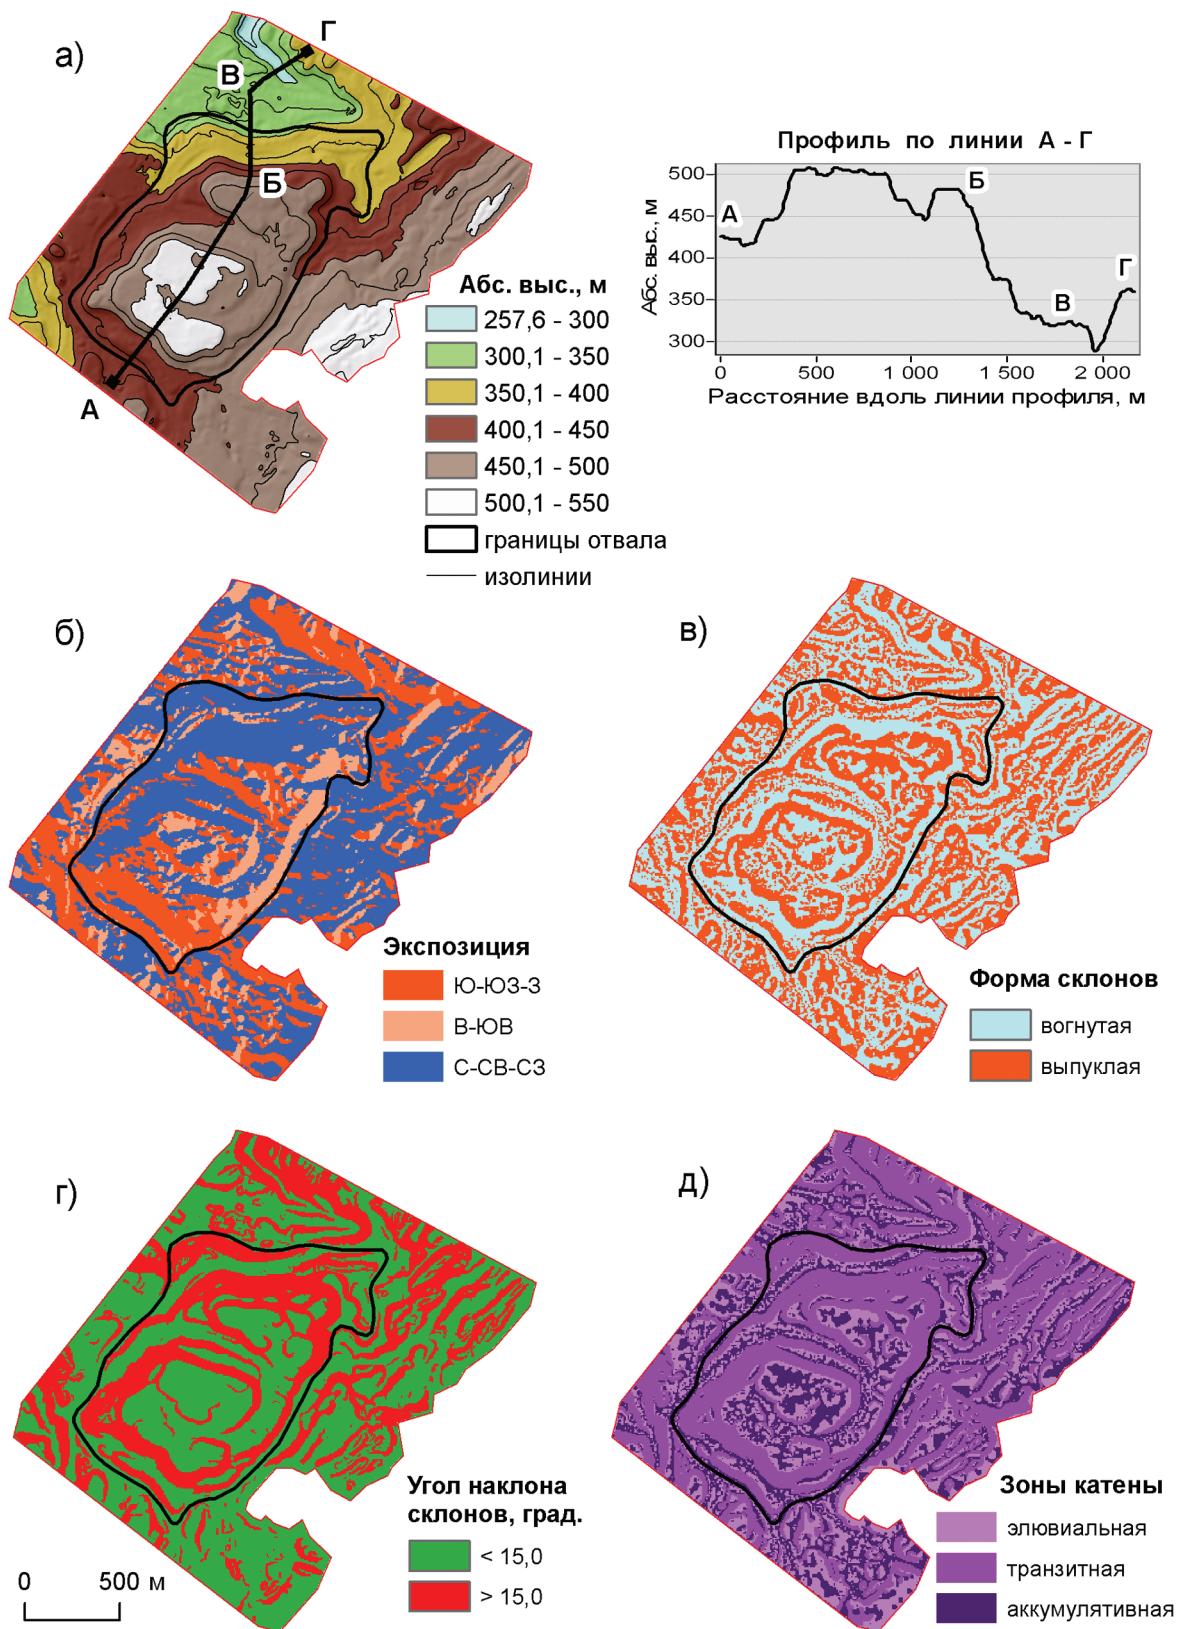 а)
Г
В
Б
А
Абс. выс., м
257,6 - 300
300,1 - 350
350,1 - 400
400,1 - 450
450,1 - 500
500,1 - 550
границы отвала
изолинии
Профиль по линии А - Г
Абс. выс., м
500
450
400
350
300
А
Б
В
Г
0
500
1 000
1 500
2 000
Расстояние вдоль линии профиля, м
б)
Экспозиция
Ю-ЮЗ-З
В-ЮВ
С-СВ-СЗ
в)
Форма склонов
вогнутая
выпуклая
г)
Угол наклона
склонов, град.
< 15,0
> 15,0
0
500 м
д)
Зоны катены
элювиальная
транзитная
аккумулятивная